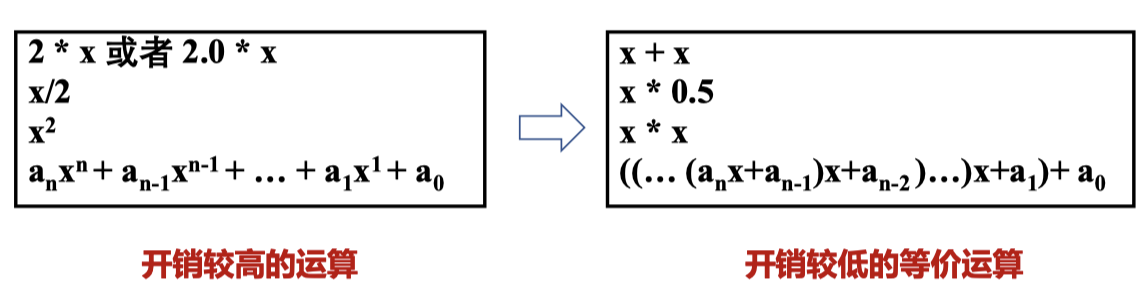 2 * x 或者 2.0 * x
x/2
x²
aₙxⁿ + aₙ₋₁xⁿ⁻¹ + … + a₁x¹ + a₀
开销较高的运算
x + x
x * 0.5
x * x
((… (aₙx+aₙ₋₁)x+aₙ₋₂)…)x+a₁)+ a₀
开销较低的等价运算